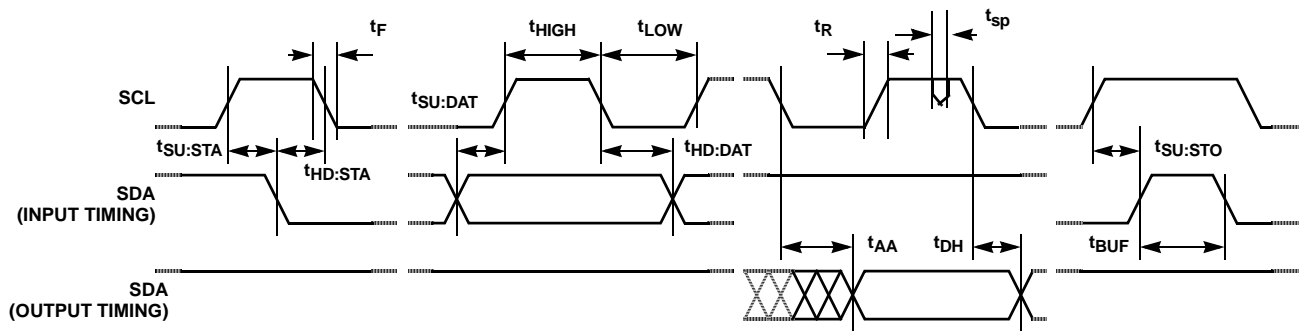 tF
tHIGH
tLOW
tR
tsp
SCL
tSU:DAT
tSU:STA
tHD:STA
tHD:DAT
tSU:STO
SDA
(INPUT TIMING)
tAA
tDH
tBUF
SDA
(OUTPUT TIMING)